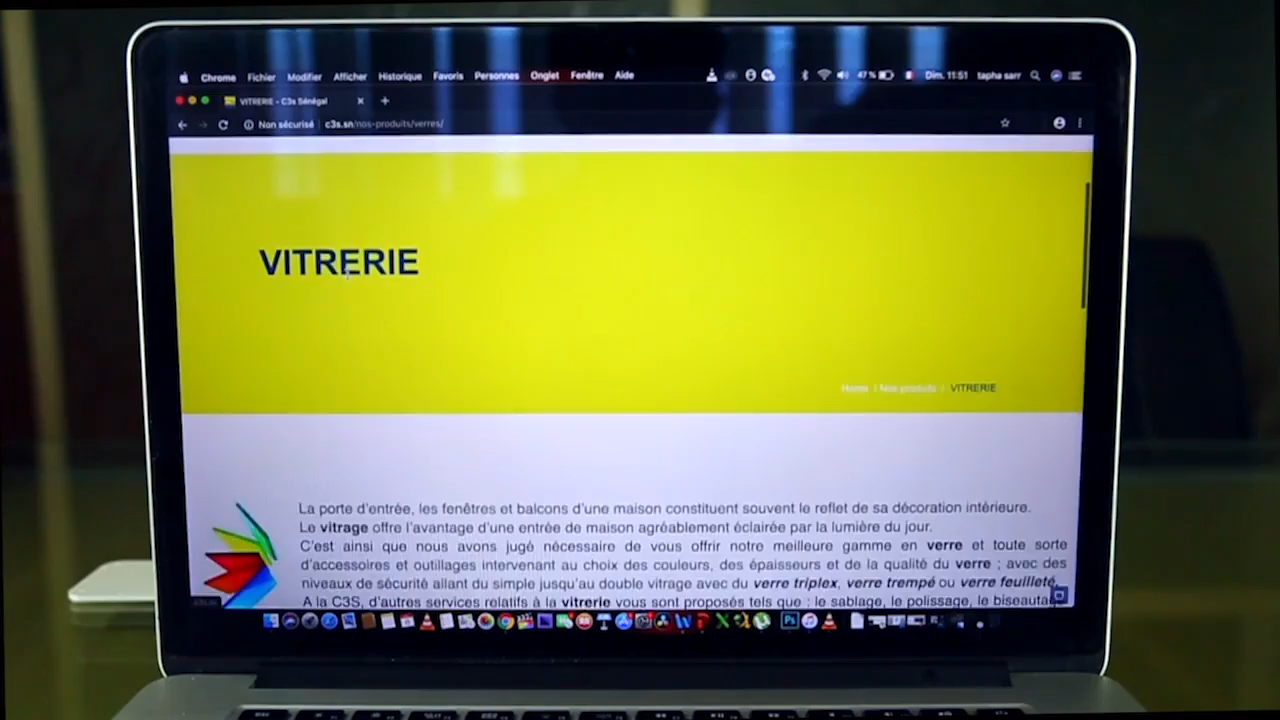 Chrome Fichier Modifier Afficher Historique Favoris Personnes Onglet Fenêtre Aide 47 % Dim. 11:51 tapha sarr
VITRERIE - C3s Sénégal
Non sécurisé c3s.sn/nos-produits/verres/
VITRERIE
Home / Nos produits / VITRERIE
La porte d'entrée, les fenêtres et balcons d'une maison constituent souvent le reflet de sa décoration intérieure.
Le vitrage offre l'avantage d'une entrée de maison agréablement éclairée par la lumière du jour.
C'est ainsi que nous avons jugé nécessaire de vous offrir notre meilleure gamme en verre et toute sorte
d'accessoires et outillages intervenant au choix des couleurs, des épaisseurs et de la qualité du verre ; avec des
niveaux de sécurité allant du simple jusqu'au double vitrage avec du verre triplex, verre trempé ou verre feuilleté.
A la C3S, d'autres services relatifs à la vitrerie vous sont proposés tels que : le sablage, le polissage, le
Ps